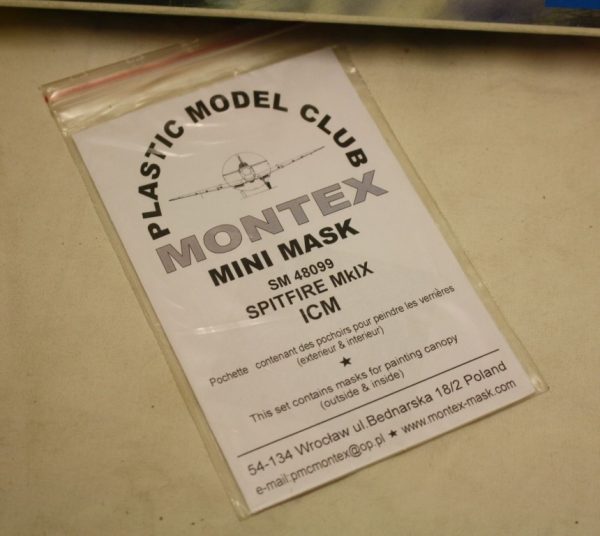 PLASTIC MODEL CLUB
MONTEX
MINI MASK
SM 48099
SPITFIRE MkIX
ICM
Pochette contenant des pochoirs pour peindre les verrières
(exterieur & interieur)
★
This set contains masks for painting canopy
(outside & inside)
54-134 Wrocław ul.Bednarska 18/2 Poland
e-mail:pmcmontex@op.pl ★ www.montex-mask.com